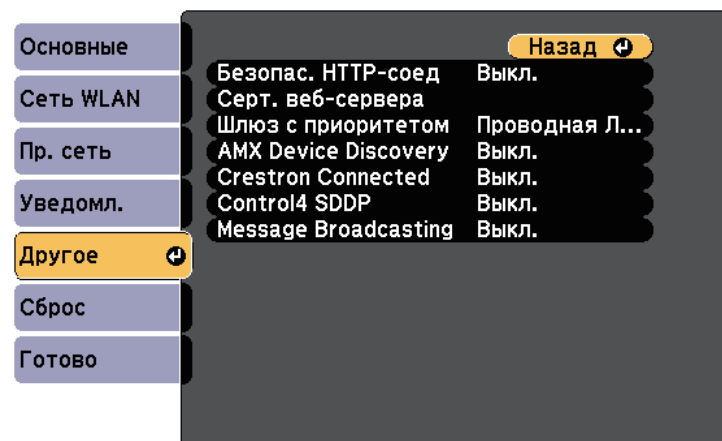 Основные
Сеть WLAN
Пр. сеть
Уведомл.
Другое
Сброс
Готово
Назад
Безопас. HTTP-соед Выкл.
Серт. веб-сервера
Шлюз с приоритетом Проводная Л...
AMX Device Discovery Выкл.
Crestron Connected Выкл.
Control4 SDDP Выкл.
Message Broadcasting Выкл.